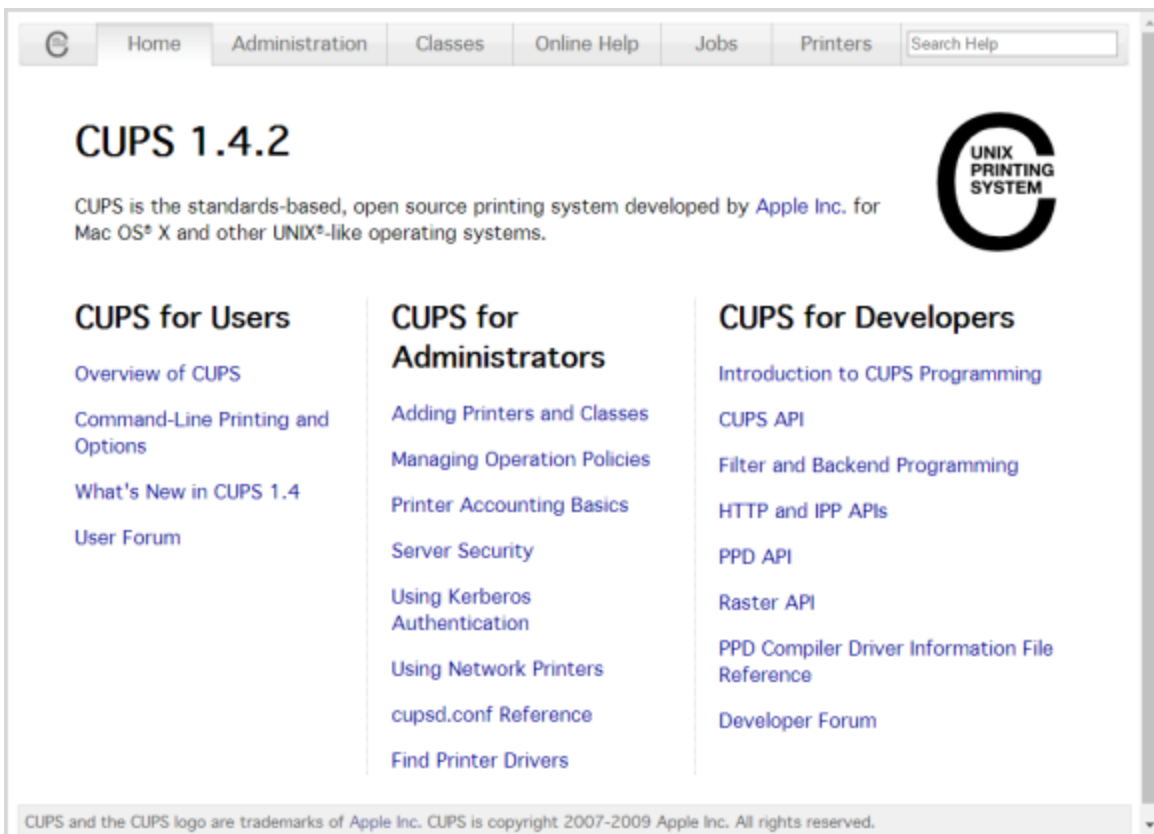 Home Administration Classes Online Help Jobs Printers Search Help
CUPS 1.4.2
UNIX
PRINTING
SYSTEM
CUPS is the standards-based, open source printing system developed by Apple Inc. for
Mac OS® X and other UNIX®-like operating systems.
CUPS for Users
Overview of CUPS
Command-Line Printing and
Options
What's New in CUPS 1.4
User Forum
CUPS for
Administrators
Adding Printers and Classes
Managing Operation Policies
Printer Accounting Basics
Server Security
Using Kerberos
Authentication
Using Network Printers
cupsd.conf Reference
Find Printer Drivers
CUPS for Developers
Introduction to CUPS Programming
CUPS API
Filter and Backend Programming
HTTP and IPP APIs
PPD API
Raster API
PPD Compiler Driver Information File
Reference
Developer Forum
CUPS and the CUPS logo are trademarks of Apple Inc. CUPS is copyright 2007-2009 Apple Inc. All rights reserved.